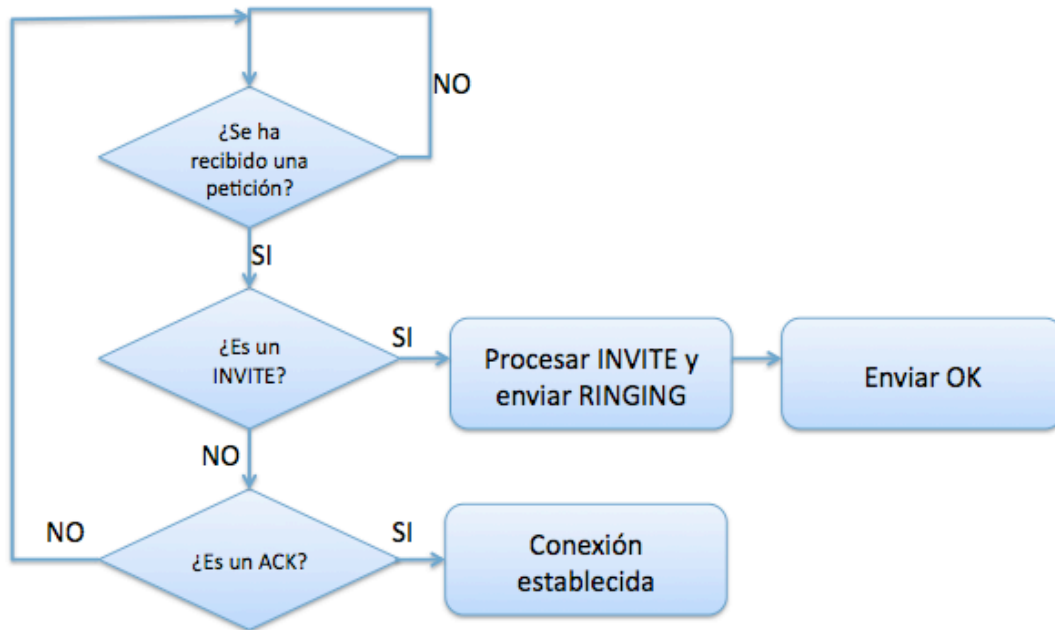 NO
¿Se ha
recibido una
petición?
SI
¿Es un
INVITE?
SI
Procesar INVITE y
enviar RINGING
Enviar OK
NO
NO
¿Es un ACK?
SI
Conexión
establecida